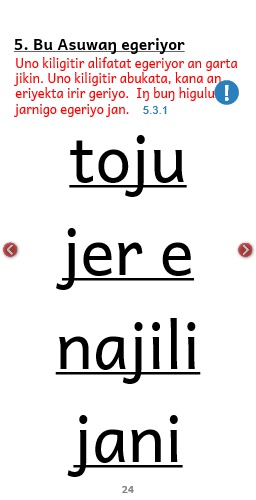 5. Bu Asuwaŋ egeriyor
Uno kiligitir alifatat egeriyor an garta
jikin. Uno kiligitir abukata, kana an
eriyekta irir geriyo. Iŋ buŋ higulu
jarnigo egeriyo jan. 5.3.1
toju
jer e
najili
jani
24